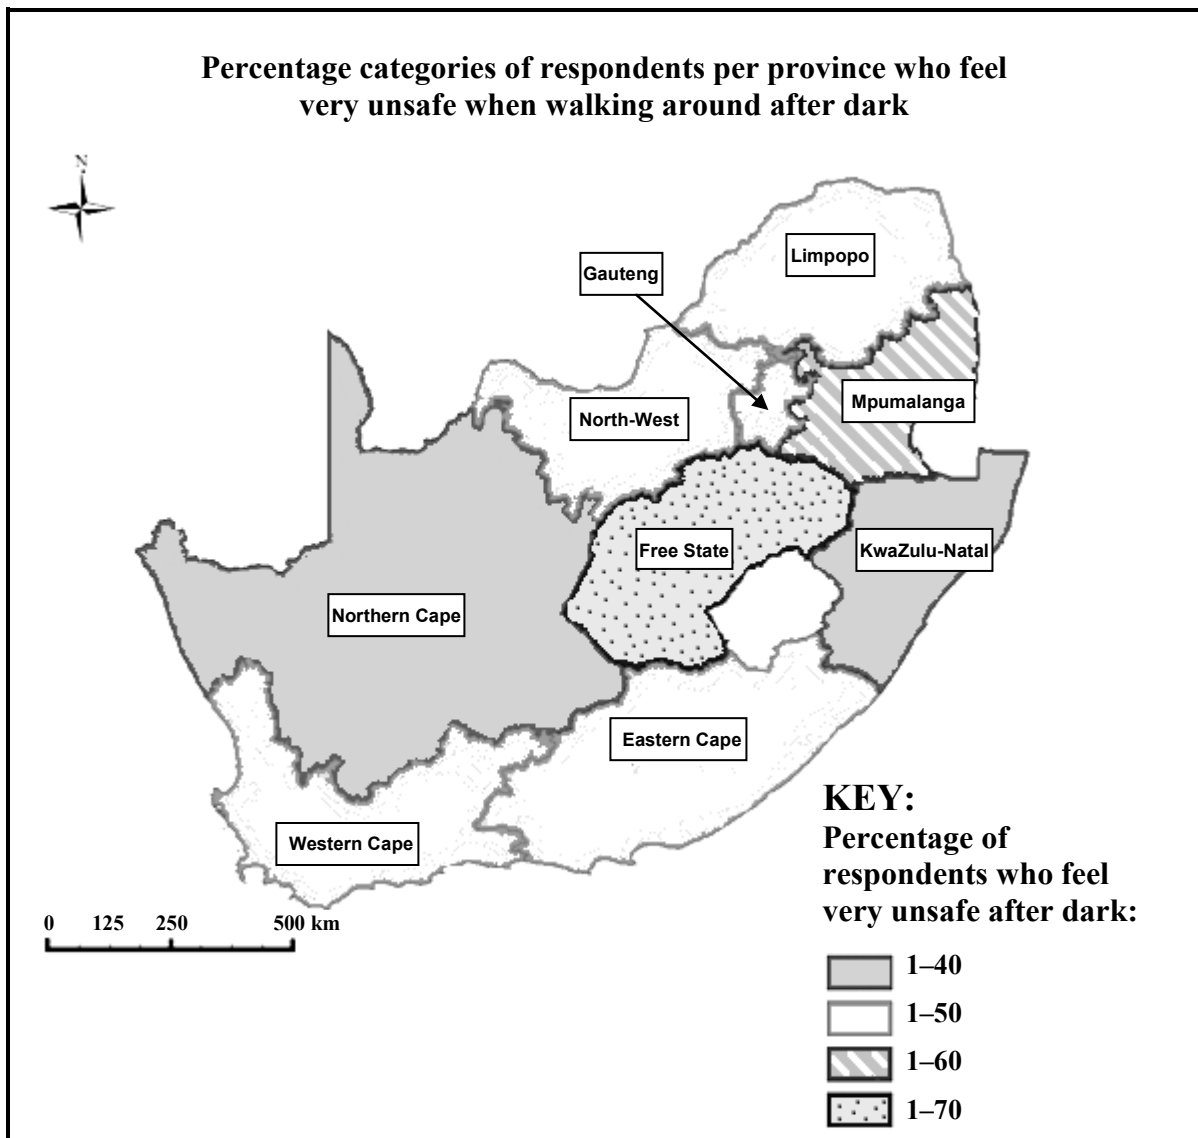 Percentage categories of respondents per province who feel
very unsafe when walking around after dark
N
Limpopo
Gauteng
Mpumalanga
North-West
Free State
KwaZulu-Natal
Northern Cape
Eastern Cape
Western Cape
KEY:
Percentage of
respondents who feel
very unsafe after dark:
0 125 250 500 km
1–40
1–50
1–60
1–70